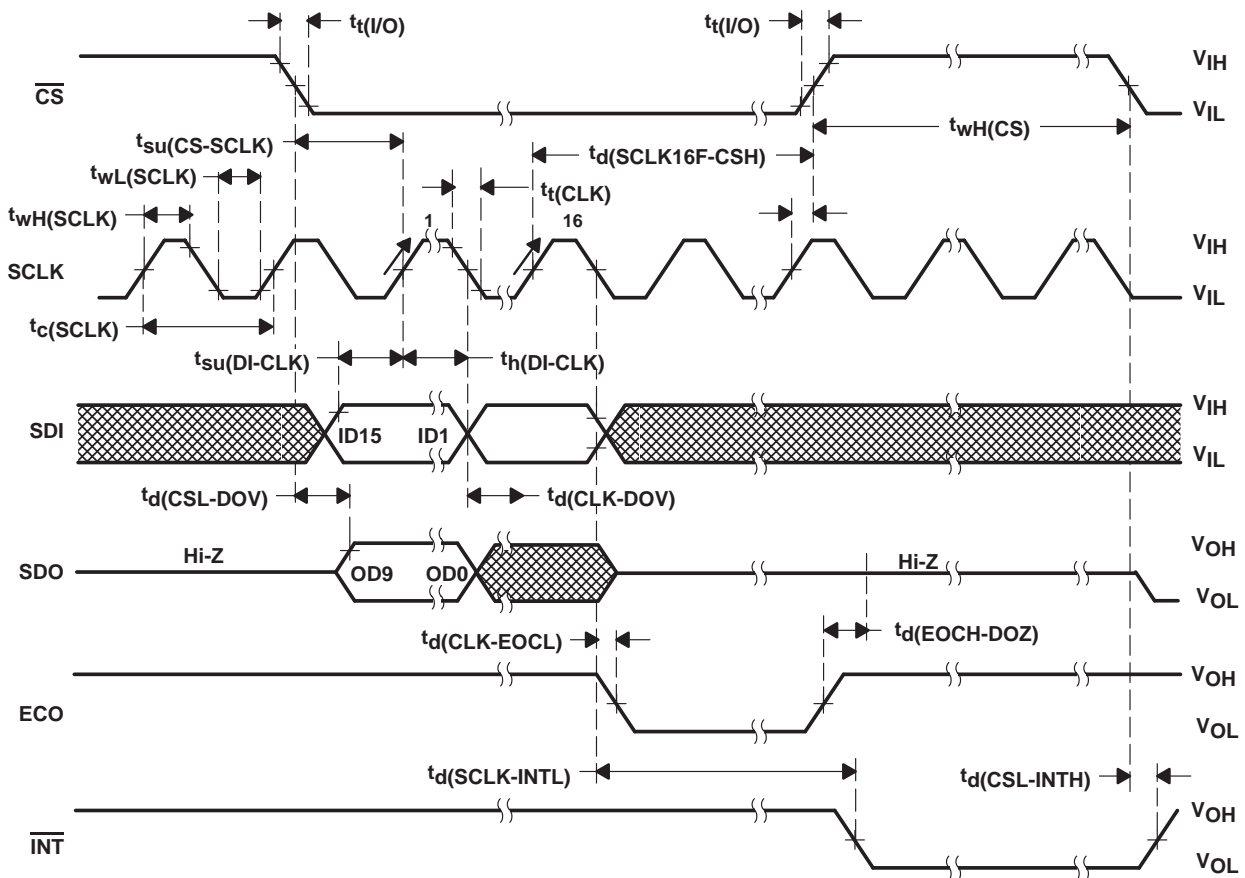 tt(I/O) tt(I/O)
VIH
CS
VIL
twH(CS)
tsu(CS-SCLK)
td(SCLK16F-CSH)
twL(SCLK)
tt(CLK)
twH(SCLK)
1 16
VIH
SCLK
VIL
tc(SCLK)
tsu(DI-CLK) th(DI-CLK)
VIH
SDI ID15 ID1
VIL
td(CSL-DOV) td(CLK-DOV)
VOH
Hi-Z Hi-Z
SDO OD9 OD0
VOL
td(CLK-EOCL) td(EOCH-DOZ)
VOH
ECO
VOL
td(SCLK-INTL) td(CSL-INTH)
VOH
INT
VOL